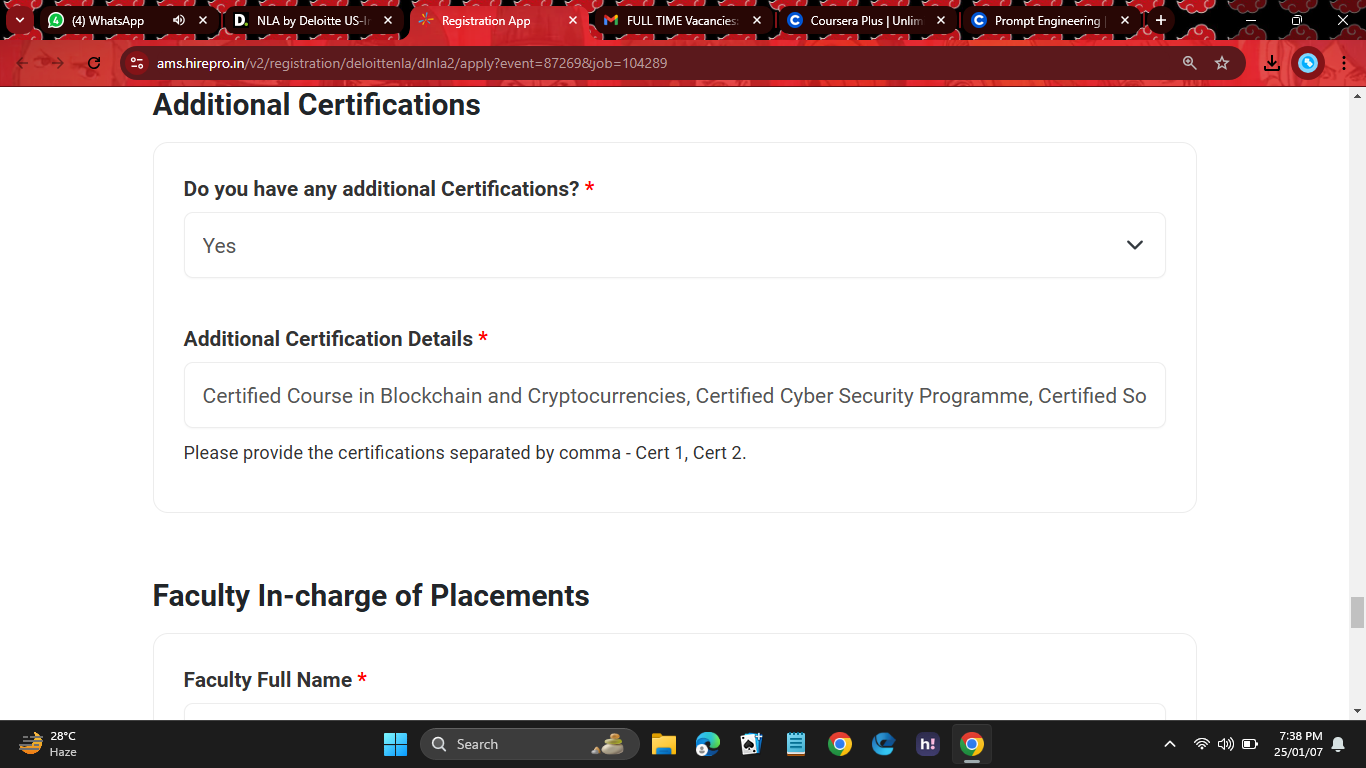 (4) WhatsApp
NLA by Deloitte US-I
Registration App
FULL TIME Vacancies
Coursera Plus | Unlim
Prompt Engineering |
ams.hirepro.in/v2/registration/deloittenla/dlnla2/apply?event=87269&job=104289
Additional Certifications
Do you have any additional Certifications? *
Yes
Additional Certification Details *
Certified Course in Blockchain and Cryptocurrencies, Certified Cyber Security Programme, Certified So
Please provide the certifications separated by comma - Cert 1, Cert 2.
Faculty In-charge of Placements
Faculty Full Name *
28°C
Haze
Search
h!
7:38 PM
25/01/07